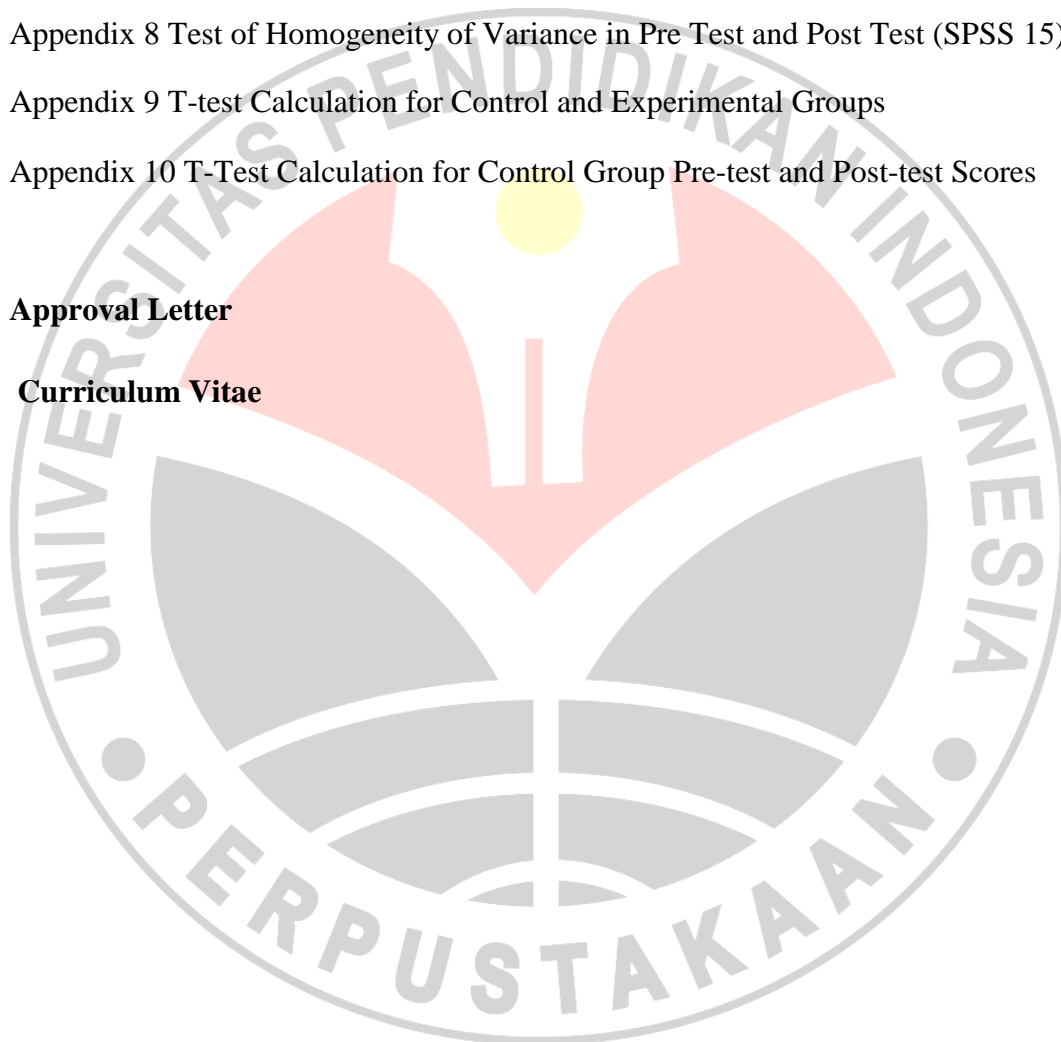 Appendix 8 Test of Homogeneity of Variance in Pre Test and Post Test (SPSS 15)
Appendix 9 T-test Calculation for Control and Experimental Groups
Appendix 10 T-Test Calculation for Control Group Pre-test and Post-test Scores
Approval Letter
Curriculum Vitae
UNIVERSITAS PENDIDIKAN INDONESIA
PERPUSTAKAAN